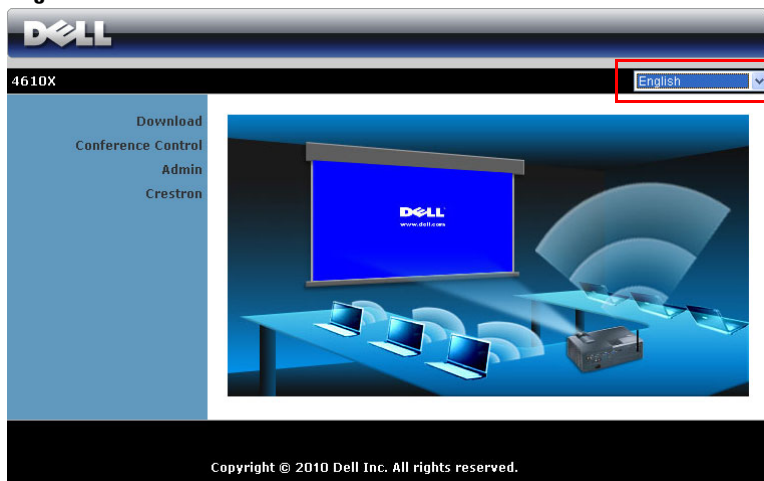 DELL
4610X
English
Download
Conference Control
Admin
Crestron
DELL
www.dell.com
Copyright © 2010 Dell Inc. All rights reserved.